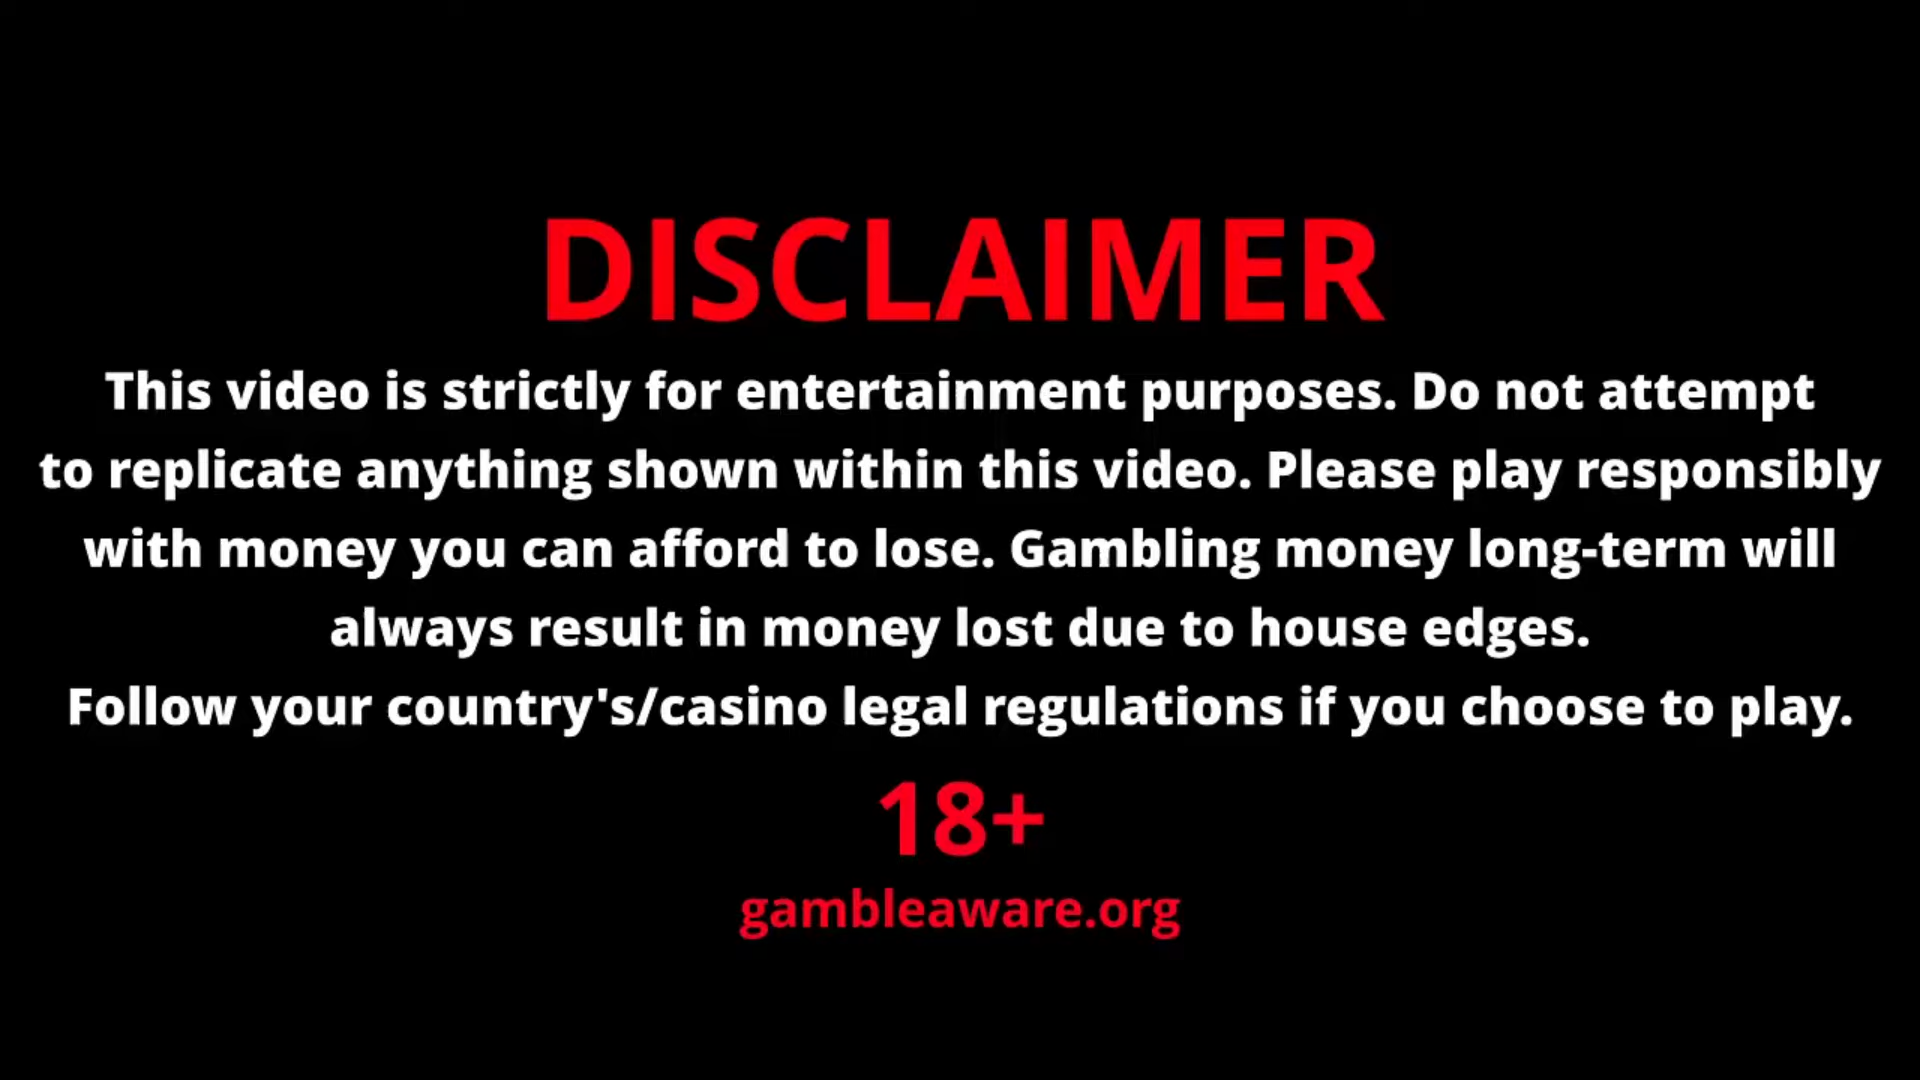 DISCLAIMER
This video is strictly for entertainment purposes. Do not attempt
to replicate anything shown within this video. Please play responsibly
with money you can afford to lose. Gambling money long-term will
always result in money lost due to house edges.
Follow your country's/casino legal regulations if you choose to play.
18+
gambleaware.org